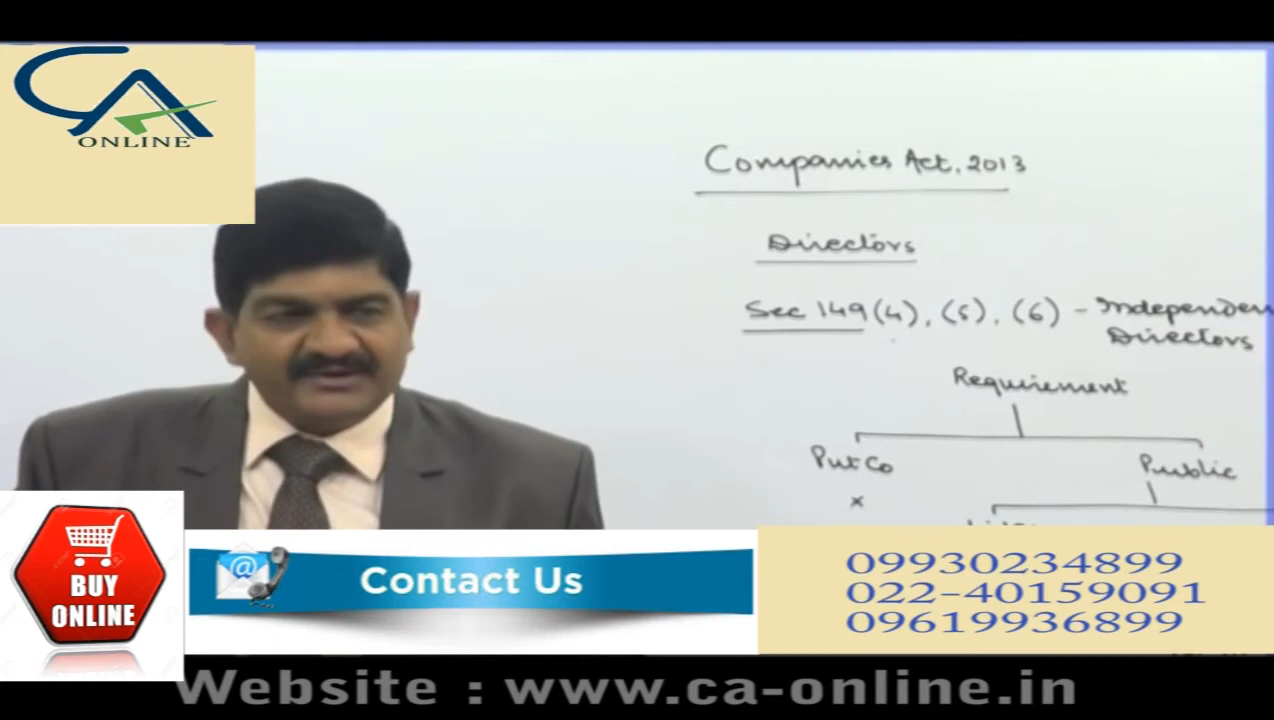 CA
ONLINE
Companies Act, 2013
Directors
Sec 149 (4), (5), (6) - Independen
Directors
Requirement
Pvt Co
Public
x
BUY
ONLINE
@
Contact Us
09930234899
022-40159091
09619936899
Website : www.ca-online.in